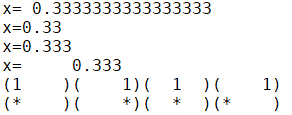 x= 0.3333333333333333
x=0.33
x=0.333
x=     0.333
(1    )(    1)(  1  )(    1)
(*    )(    *)(  *  )(*    )